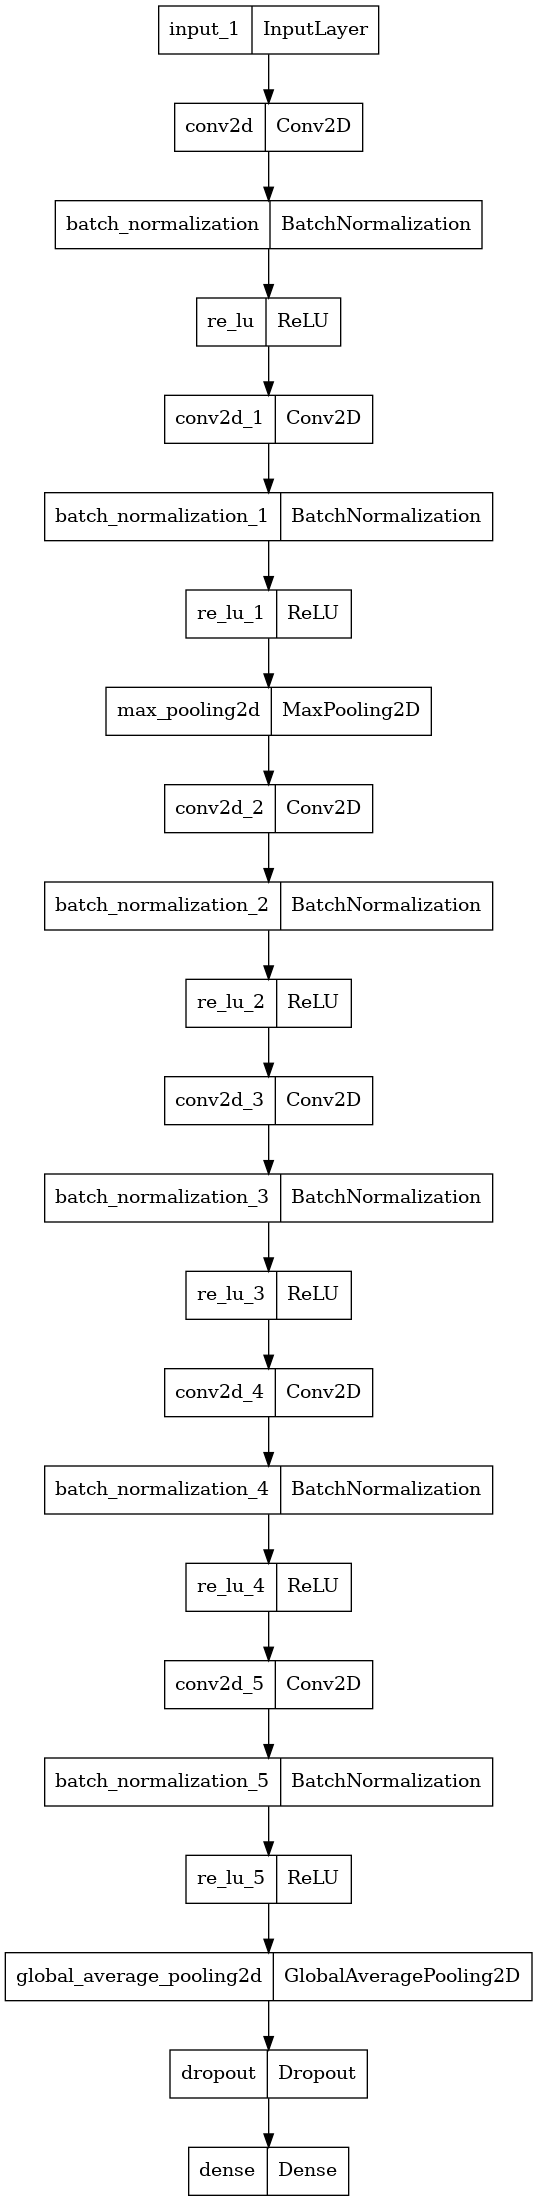 input_1 InputLayer
conv2d Conv2D
batch_normalization BatchNormalization
re_lu ReLU
conv2d_1 Conv2D
batch_normalization_1 BatchNormalization
re_lu_1 ReLU
max_pooling2d MaxPooling2D
conv2d_2 Conv2D
batch_normalization_2 BatchNormalization
re_lu_2 ReLU
conv2d_3 Conv2D
batch_normalization_3 BatchNormalization
re_lu_3 ReLU
conv2d_4 Conv2D
batch_normalization_4 BatchNormalization
re_lu_4 ReLU
conv2d_5 Conv2D
batch_normalization_5 BatchNormalization
re_lu_5 ReLU
global_average_pooling2d GlobalAveragePooling2D
dropout Dropout
dense Dense